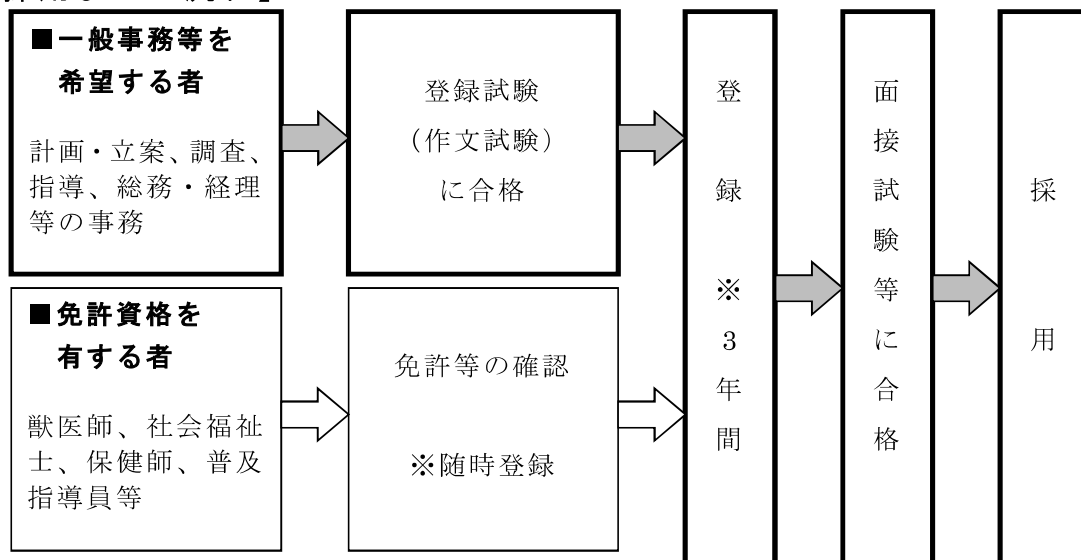 ■一般事務等を
希望する者
計画・立案、調査、
指導、総務・経理
等の事務
登録試験
(作文試験)
に合格
■免許資格を
有する者
獣医師、社会福祉
士、保健師、普及
指導員等
免許等の確認
※随時登録
登録※3年間
面接試験等に合格
採用